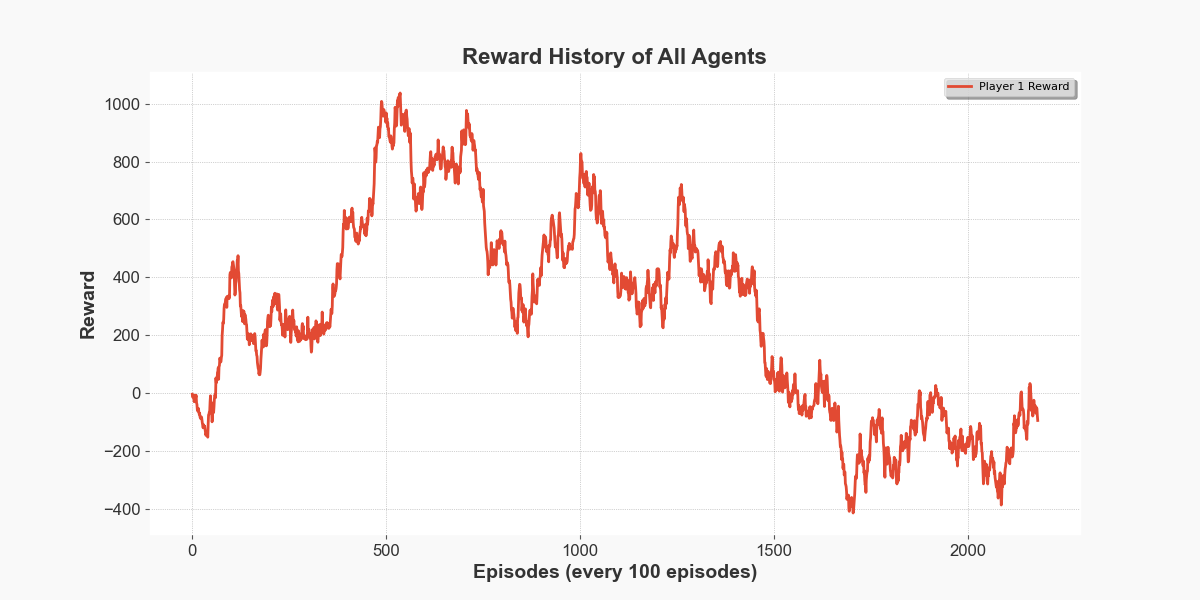 Reward History of All Agents
Player 1 Reward
1000
800
600
400
200
0
−200
−400
Reward
0 500 1000 1500 2000
Episodes (every 100 episodes)